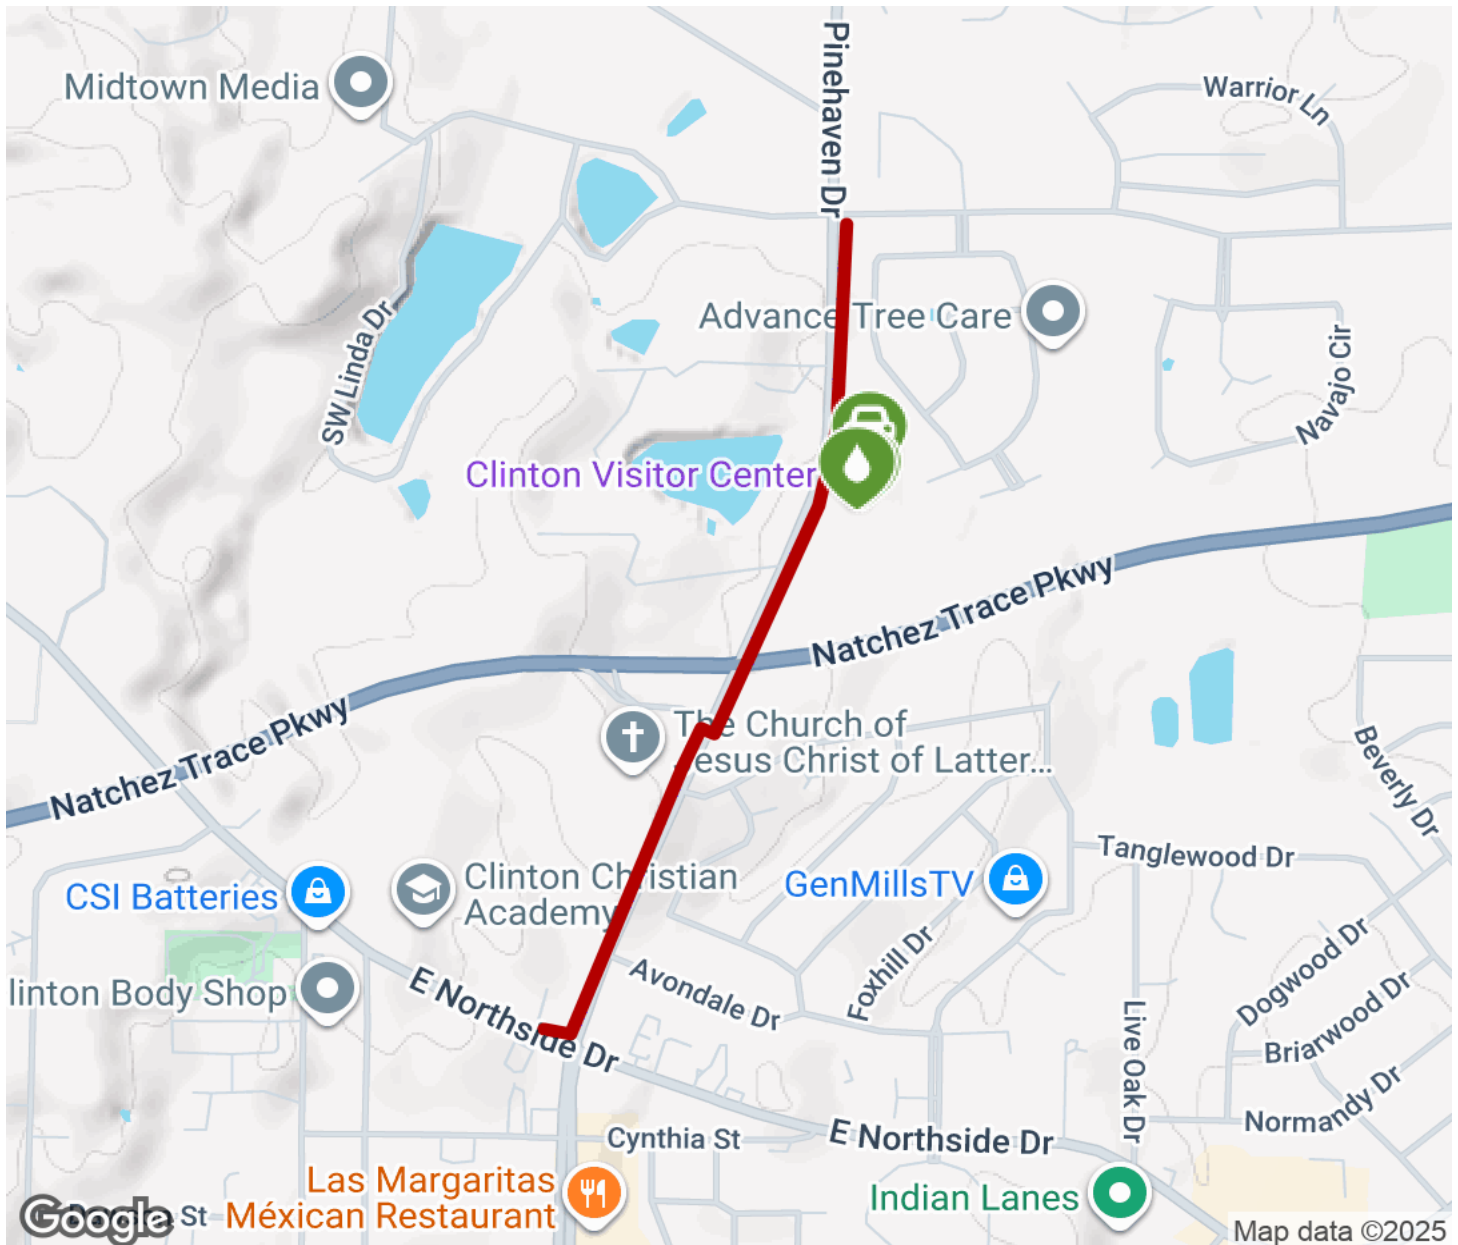 Pinehaven Dr
Midtown Media
Warrior Ln
Advance Tree Care
SW Linda Dr
Navajo Cir
Clinton Visitor Center
Natchez Trace Pkwy
Natchez Trace Pkwy
The Church of
Jesus Christ of Latter...
Beverly Dr
Tanglewood Dr
Clinton Christian
Academy
GenMillsTV
CSI Batteries
linton Body Shop
E Northside Dr
Avondale Dr
Foxhill Dr
Dogwood Dr
Briarwood Dr
Live Oak Dr
Normandy Dr
Cynthia St
E Northside Dr
Las Margaritas
Méxican Restaurant
Indian Lanes
St
Google
Map data ©2025